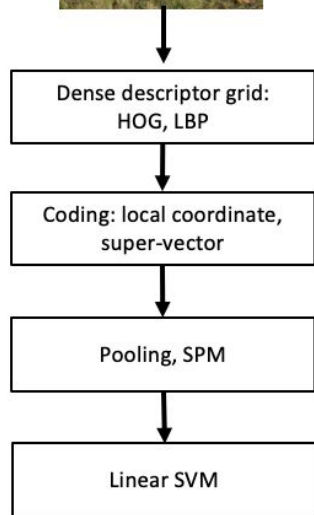 Dense descriptor grid:
HOG, LBP
Coding: local coordinate,
super-vector
Pooling, SPM
Linear SVM